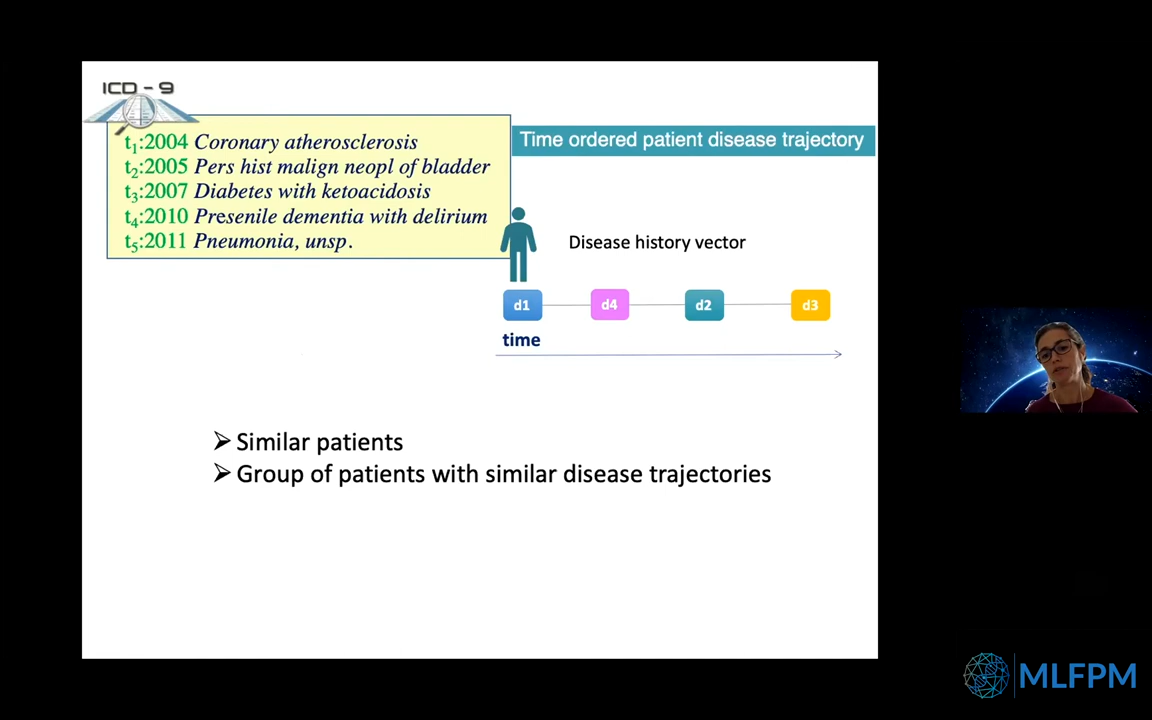 ICD - 9
t1:2004 Coronary atherosclerosis
t2:2005 Pers hist malign neopl of bladder
t3:2007 Diabetes with ketoacidosis
t4:2010 Presenile dementia with delirium
t5:2011 Pneumonia, unsp.
Time ordered patient disease trajectory
Disease history vector
d1 d4 d2 d3
time
➢ Similar patients
➢ Group of patients with similar disease trajectories
MLFPM